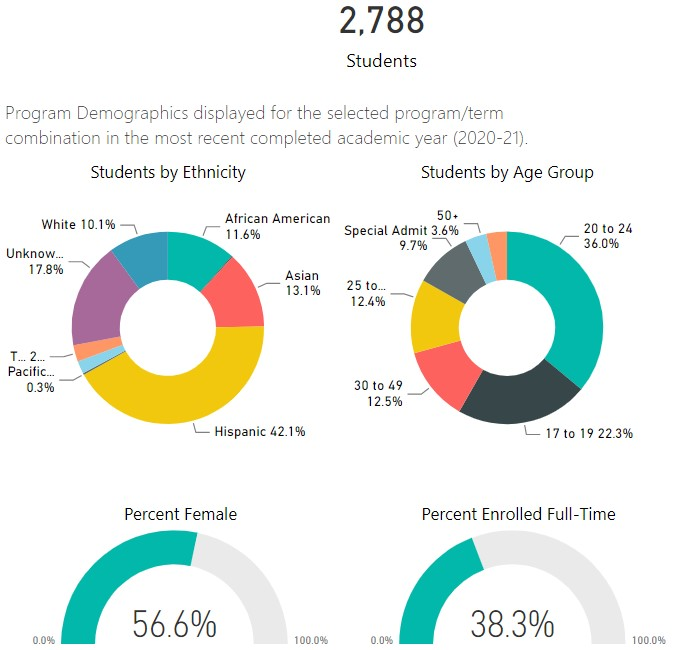 2,788
Students
Program Demographics displayed for the selected program/term
combination in the most recent completed academic year (2020-21).
Students by Ethnicity
White 10.1%
African American
11.6%
Unknow...
17.8%
Asian
13.1%
T... 2...
Pacific...
0.3%
Hispanic 42.1%
Students by Age Group
50+
Special Admit 3.6%
9.7%
20 to 24
36.0%
25 to...
12.4%
30 to 49
12.5%
17 to 19 22.3%
Percent Female
56.6%
0.0%
100.0%
Percent Enrolled Full-Time
38.3%
0.0%
100.0%